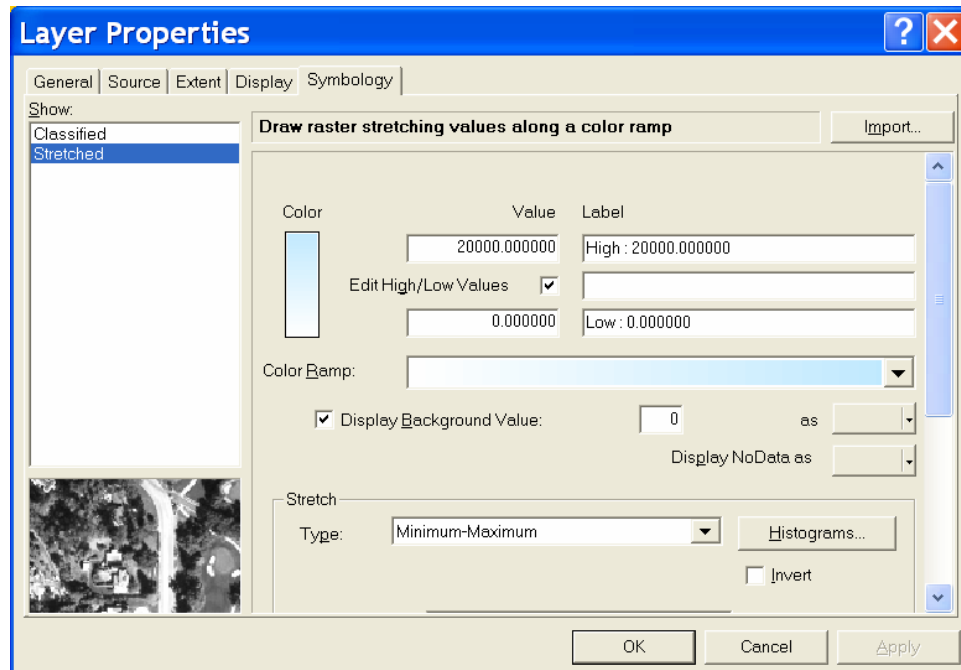 Layer Properties
?
General Source Extent Display Symbology
Show:
Classified
Stretched
Draw raster stretching values along a color ramp
Import...
Color Value Label
20000.000000 High : 20000.000000
Edit High/Low Values
0.000000 Low : 0.000000
Color Ramp:
Display Background Value: 0 as
Display NoData as
Stretch
Type: Minimum-Maximum Histograms...
Invert
OK Cancel Apply